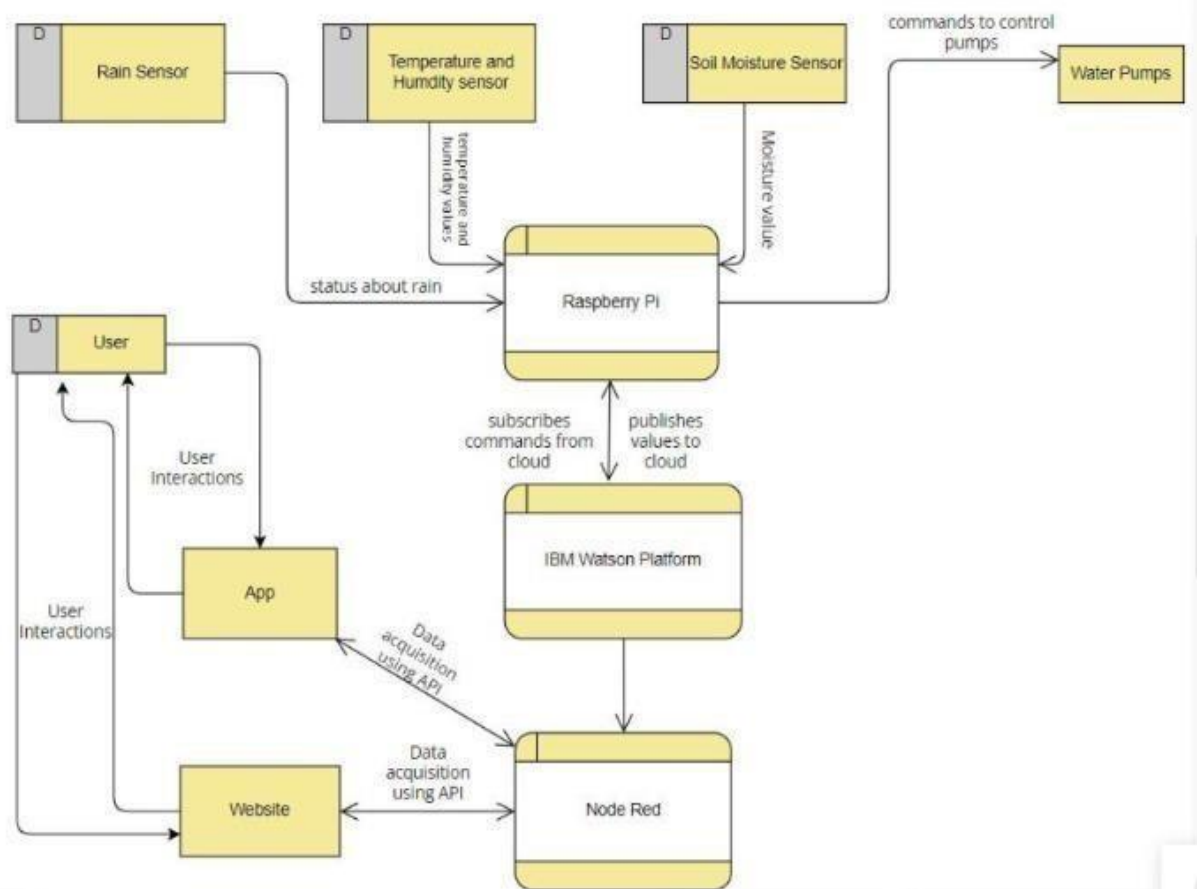 commands to control
pumps
D
Rain Sensor
D
Temperature and
Humdity sensor
D
Soil Moisture Sensor
Water Pumps
temperature and
humidity values
Moisture value
status about rain
Raspberry Pi
D
User
subscribes
commands from
cloud
publishes
values to
cloud
User
Interactions
IBM Watson Platform
App
User
Interactions
Data
acquisition
using API
Data
acquisition
using API
Website
Node Red